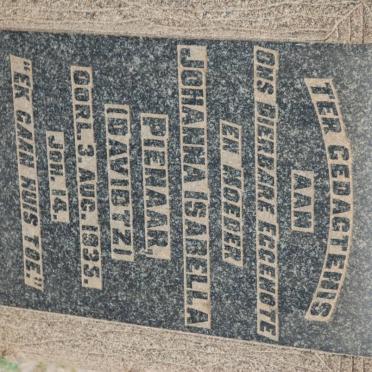 TER GEDACTENIS
AAN
ONS DIERBARE EGGENOTE
EN MOEDER
JOHANNA ISABELLA
PIENAAR,
(DAVIDTZ)
OORL. 3. AUG. 1935.
JOH. 14.
"EK GAAN HUIS TOE."